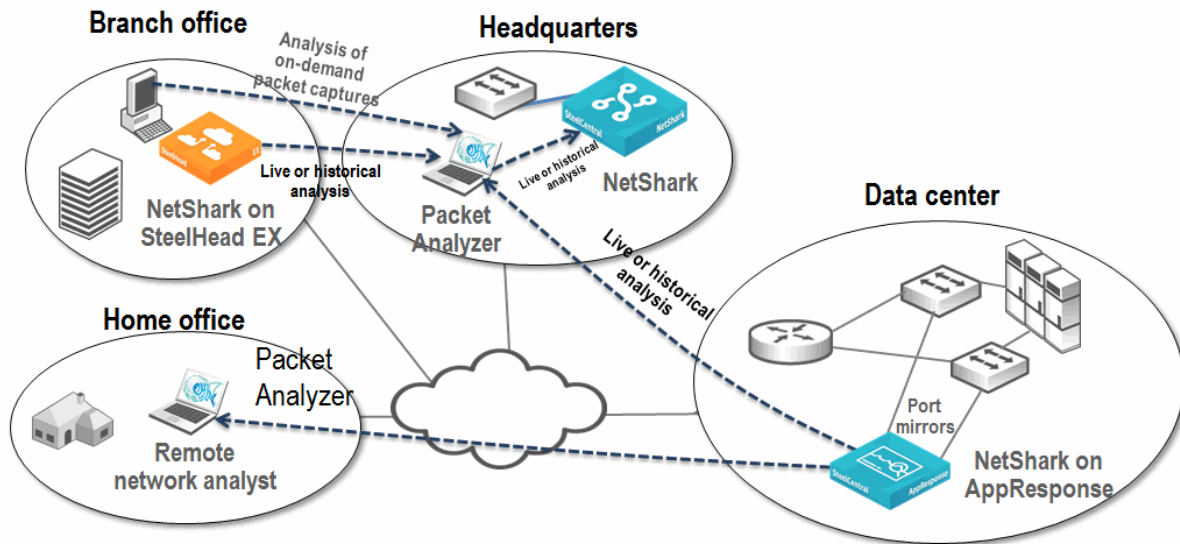 Branch office
Analysis of
on-demand
packet captures
SteelHead
EX
Live or historical
analysis
NetShark on
SteelHead EX
Headquarters
SteelCentral
NetShark
Live or historical
analysis
NetShark
Packet
Analyzer
Live or historical
analysis
Data center
Port
mirrors
SteelCentral
AppResponse
NetShark on
AppResponse
Home office
Packet
Analyzer
Remote
network analyst